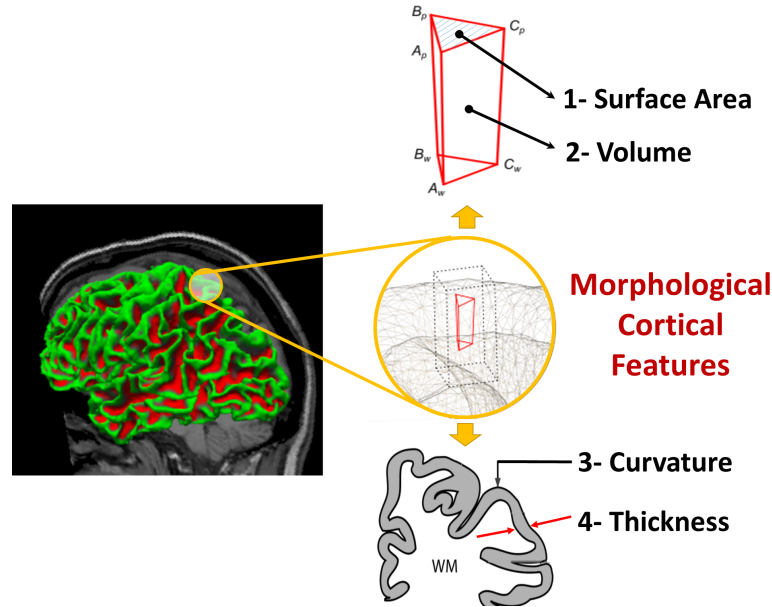 Bp
Cp
Ap
1- Surface Area
2- Volume
Bw
Cw
Aw
Morphological
Cortical
Features
3- Curvature
4- Thickness
WM